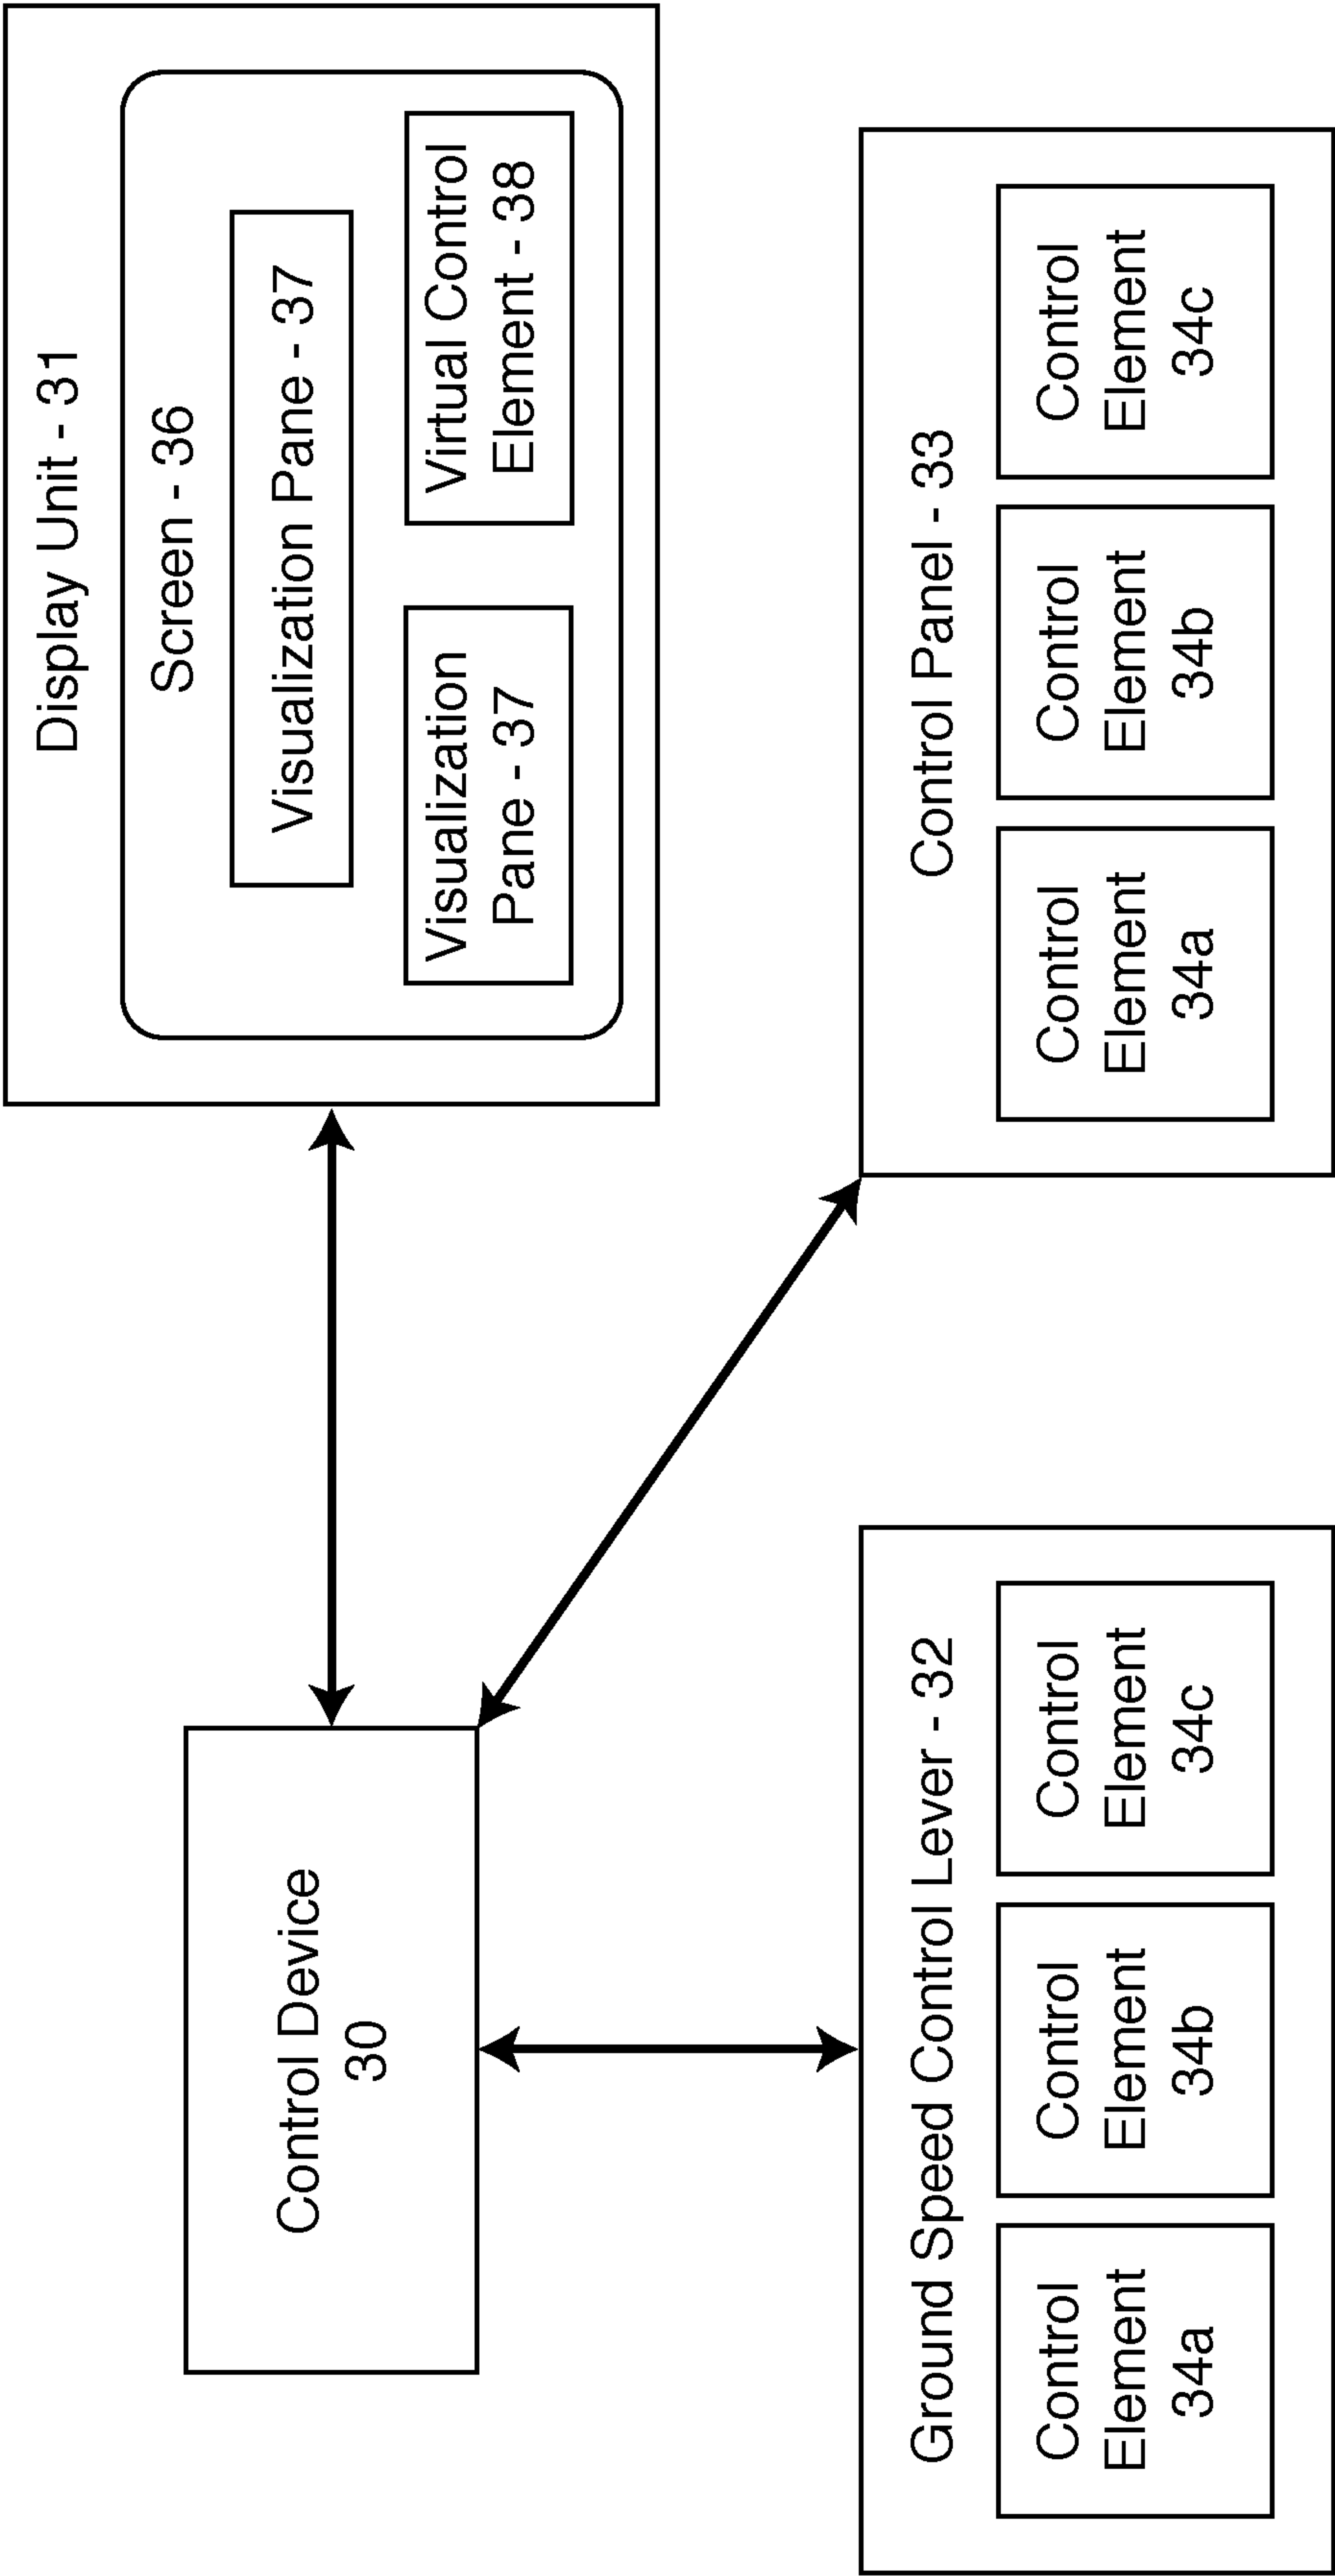 Control Device
30
Display Unit - 31
Screen - 36
Visualization Pane - 37
Visualization
Pane - 37
Virtual Control
Element - 38
Ground Speed Control Lever - 32
Control
Element
34a
Control
Element
34b
Control
Element
34c
Control Panel - 33
Control
Element
34a
Control
Element
34b
Control
Element
34c